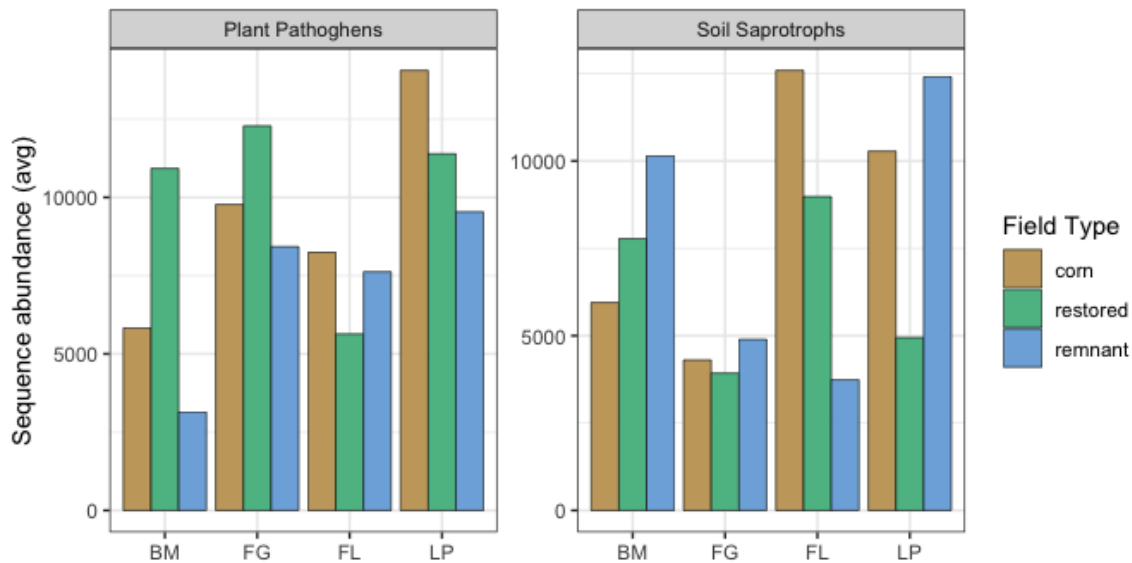 Plant Pathoghens
Soil Saprotrophs
Sequence abundance (avg)
10000
5000
0
10000
5000
0
BM FG FL LP
BM FG FL LP
Field Type
corn
restored
remnant